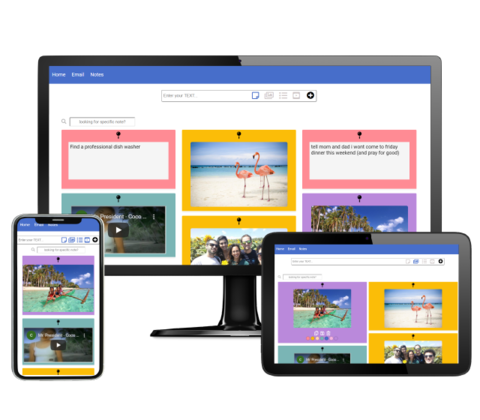 Home Email Notes
Enter your TEXT..
looking for specific note?
Find a professional dish washer
tell mom and dad I want come to friday
dinner this weekend (and pray for good)
President - Coca ...
Home Email Notes
Enter your TEXT..
looking for specific note?
Mr President - Coca ...
Home Email Notes
Enter your TEXT..
looking for specific note?
Mr President - Coca ...